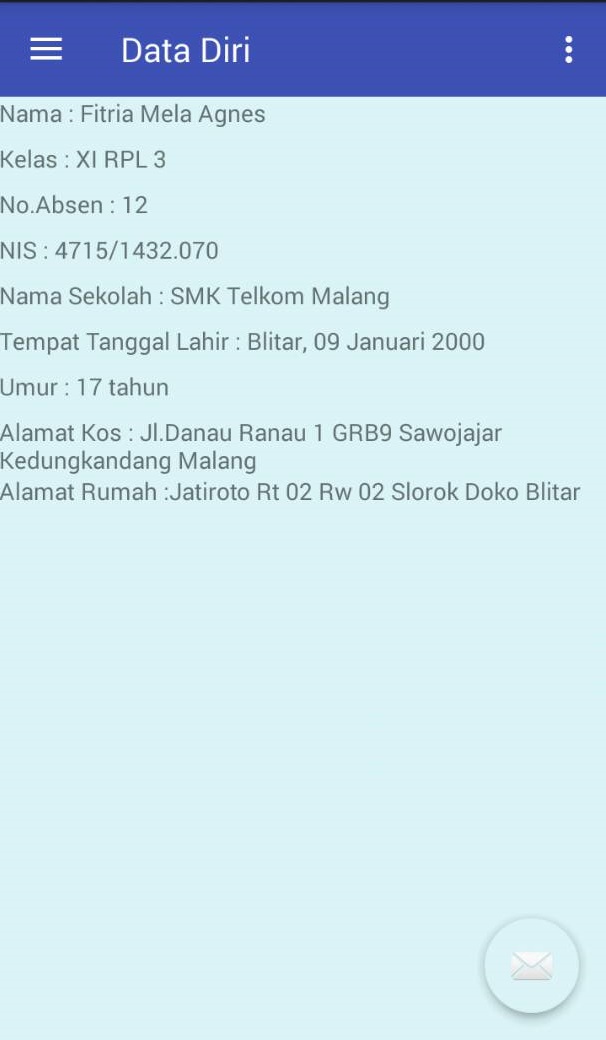 Data Diri
Nama : Fitria Mela Agnes
Kelas : XI RPL 3
No.Absen : 12
NIS : 4715/1432.070
Nama Sekolah : SMK Telkom Malang
Tempat Tanggal Lahir : Blitar, 09 Januari 2000
Umur : 17 tahun
Alamat Kos : Jl.Danau Ranau 1 GRB9 Sawojajar
Kedungkandang Malang
Alamat Rumah :Jatiroto Rt 02 Rw 02 Slorok Doko Blitar